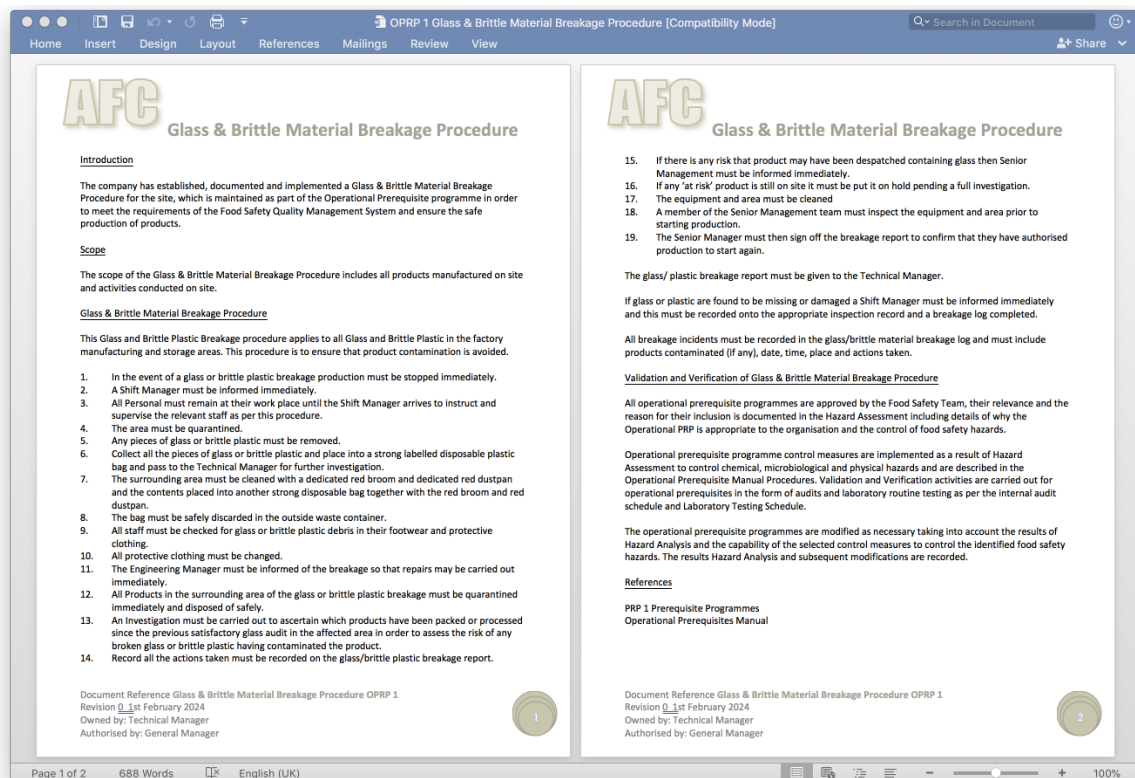 OPRP 1 Glass & Brittle Material Breakage Procedure [Compatibility Mode]
Search in Document
Home Insert Design Layout References Mailings Review View
Share
AFC
Glass & Brittle Material Breakage Procedure
Introduction
The company has established, documented and implemented a Glass & Brittle Material Breakage
Procedure for the site, which is maintained as part of the Operational Prerequisite programme in order
to meet the requirements of the Food Safety Quality Management System and ensure the safe
production of products.
Scope
The scope of the Glass & Brittle Material Breakage Procedure includes all products manufactured on site
and activities conducted on site.
Glass & Brittle Material Breakage Procedure
This Glass and Brittle Plastic Breakage procedure applies to all Glass and Brittle Plastic in the factory
manufacturing and storage areas. This procedure is to ensure that product contamination is avoided.
1. In the event of a glass or brittle plastic breakage production must be stopped immediately.
2. A Shift Manager must be informed immediately.
3. All Personal must remain at their work place until the Shift Manager arrives to instruct and
supervise the relevant staff as per this procedure.
4. The area must be quarantined.
5. Any pieces of glass or brittle plastic must be removed.
6. Collect all the pieces of glass or brittle plastic and place into a strong labelled disposable plastic
bag and pass to the Technical Manager for further investigation.
7. The surrounding area must be cleaned with a dedicated red broom and dedicated red dustpan
and the contents placed into another strong disposable bag together with the red broom and red
dustpan.
8. The bag must be safely discarded in the outside waste container.
9. All staff must be checked for glass or brittle plastic debris in their footwear and protective
clothing.
10. All protective clothing must be changed.
11. The Engineering Manager must be informed of the breakage so that repairs may be carried out
immediately.
12. All Products in the surrounding area of the glass or brittle plastic breakage must be quarantined
immediately and disposed of safely.
13. An Investigation must be carried out to ascertain which products have been packed or processed
since the previous satisfactory glass audit in the affected area in order to assess the risk of any
broken glass or brittle plastic having contaminated the product.
14. Record all the actions taken must be recorded on the glass/brittle plastic breakage report.
Document Reference Glass & Brittle Material Breakage Procedure OPRP 1
Revision 0 1st February 2024
Owned by: Technical Manager
Authorised by: General Manager
1
AFC
Glass & Brittle Material Breakage Procedure
15. If there is any risk that product may have been despatched containing glass then Senior
Management must be informed immediately.
16. If any 'at risk' product is still on site it must be put it on hold pending a full investigation.
17. The equipment and area must be cleaned
18. A member of the Senior Management team must inspect the equipment and area prior to
starting production.
19. The Senior Manager must then sign off the breakage report to confirm that they have authorised
production to start again.
The glass/ plastic breakage report must be given to the Technical Manager.
If glass or plastic are found to be missing or damaged a Shift Manager must be informed immediately
and this must be recorded onto the appropriate inspection record and a breakage log completed.
All breakage incidents must be recorded in the glass/brittle material breakage log and must include
products contaminated (if any), date, time, place and actions taken.
Validation and Verification of Glass & Brittle Material Breakage Procedure
All operational prerequisite programmes are approved by the Food Safety Team, their relevance and the
reason for their inclusion is documented in the Hazard Assessment including details of why the
Operational PRP is appropriate to the organisation and the control of food safety hazards.
Operational prerequisite programme control measures are implemented as a result of Hazard
Assessment to control chemical, microbiological and physical hazards and are described in the
Operational Prerequisite Manual Procedures. Validation and Verification activities are carried out for
operational prerequisites in the form of audits and laboratory routine testing as per the internal audit
schedule and Laboratory Testing Schedule.
The operational prerequisite programmes are modified as necessary taking into account the results of
Hazard Analysis and the capability of the selected control measures to control the identified food safety
hazards. The results Hazard Analysis and subsequent modifications are recorded.
References
PRP 1 Prerequisite Programmes
Operational Prerequisites Manual
Document Reference Glass & Brittle Material Breakage Procedure OPRP 1
Revision 0 1st February 2024
Owned by: Technical Manager
Authorised by: General Manager
2
Page 1 of 2 688 Words English (UK) 100%